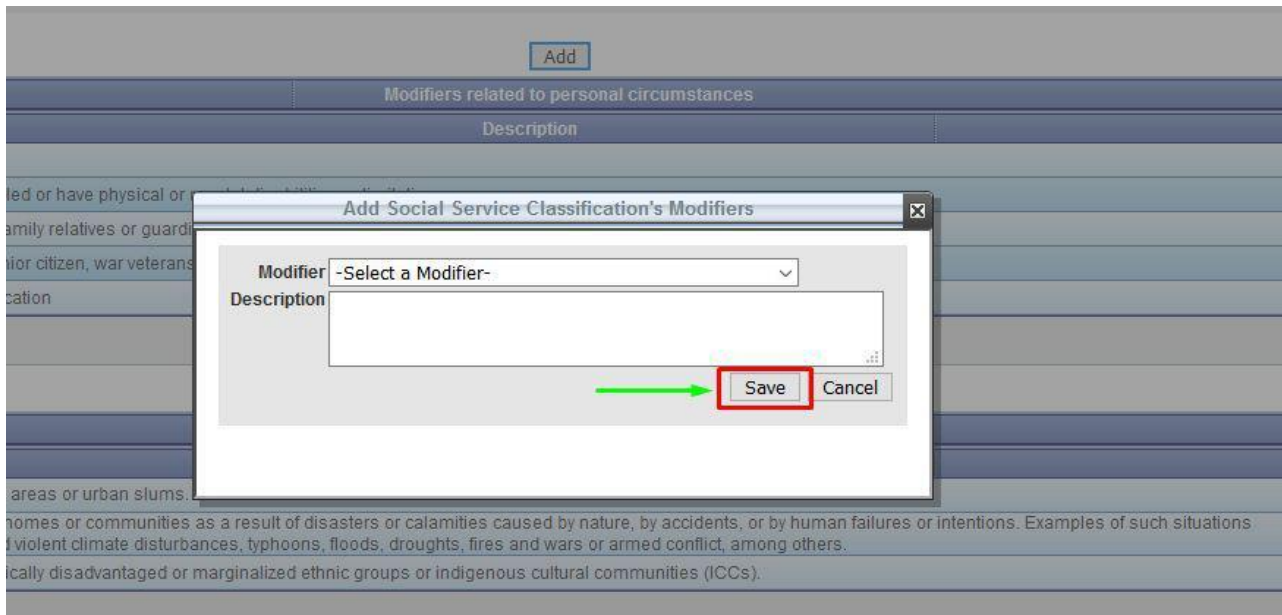 Add
Modifiers related to personal circumstances
Description
led or have physical or
Add Social Service Classification's Modifiers
amily relatives or guardi
nior citizen, war veterans
cation
Modifier -Select a Modifier-
Description
Save Cancel
areas or urban slums.
homes or communities as a result of disasters or calamities caused by nature, by accidents, or by human failures or intentions. Examples of such situations
violent climate disturbances, typhoons, floods, droughts, fires and wars or armed conflict, among others.
ically disadvantaged or marginalized ethnic groups or indigenous cultural communities (ICCs).